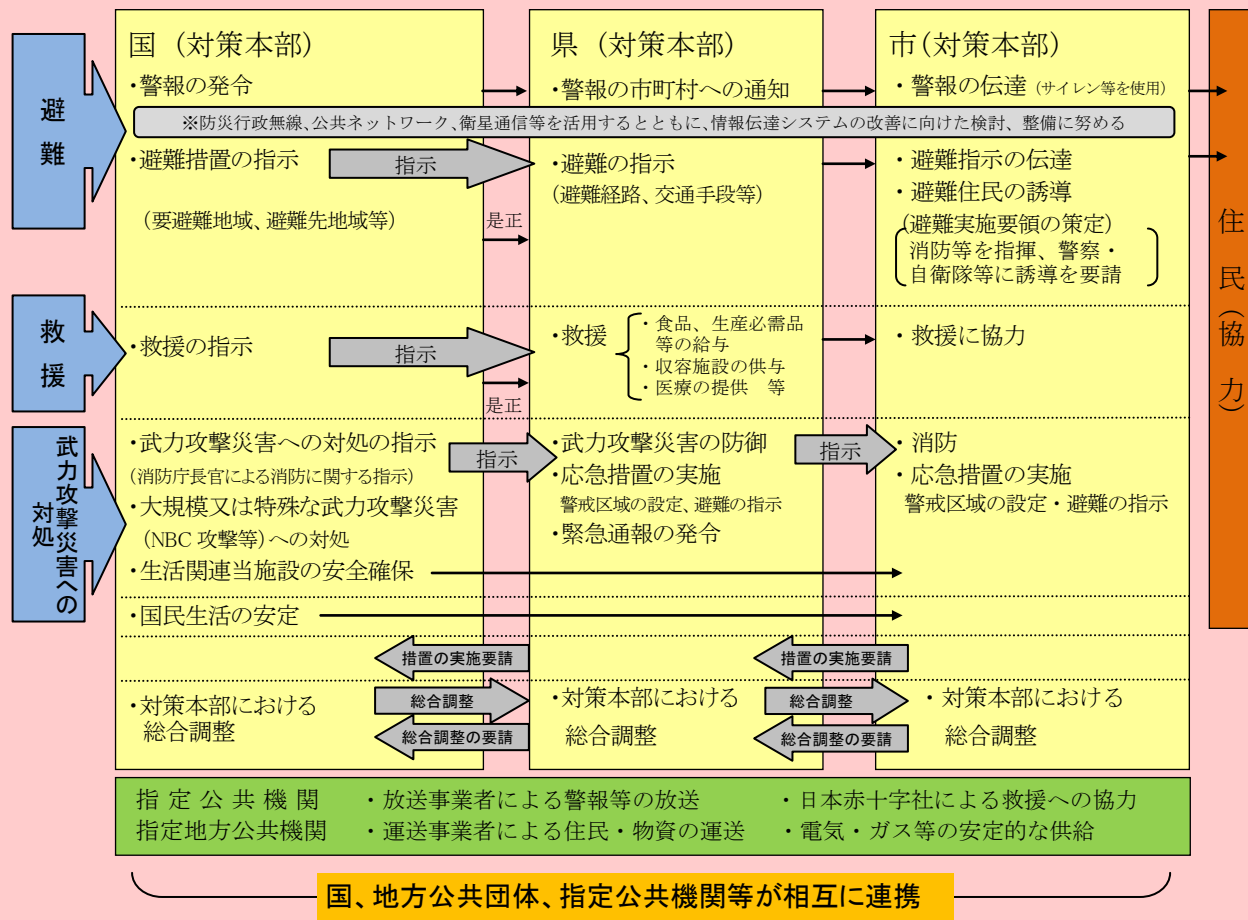 避難
国（対策本部）
・警報の発令
県（対策本部）
・警報の市町村への通知
市（対策本部）
・警報の伝達（サイレン等を使用）
※防災行政無線、公共ネットワーク、衛星通信等を活用するとともに、情報伝達システムの改善に向けた検討、整備に努める
・避難措置の指示
（要避難地域、避難先地域等）
指示
是正
・避難の指示
（避難経路、交通手段等）
・避難指示の伝達
・避難住民の誘導
（避難実施要領の策定）
消防等を指揮、警察・
自衛隊等に誘導を要請
住民（協力）
救援
・救援の指示
指示
是正
・救援
・食品、生産必需品
等の給与
・収容施設の供与
・医療の提供　等
・救援に協力
武力攻撃災害への
対処
・武力攻撃災害への対処の指示
（消防庁長官による消防に関する指示）
・大規模又は特殊な武力攻撃災害
（NBC 攻撃等）への対処
・生活関連当施設の安全確保
指示
・武力攻撃災害の防御
・応急措置の実施
警戒区域の設定、避難の指示
・緊急通報の発令
指示
・消防
・応急措置の実施
警戒区域の設定・避難の指示
・国民生活の安定
措置の実施要請
措置の実施要請
・対策本部における
総合調整
総合調整
総合調整の要請
・対策本部における
総合調整
総合調整
総合調整の要請
・対策本部における
総合調整
指定公共機関
・放送事業者による警報等の放送
・日本赤十字社による救援への協力
指定地方公共機関
・運送事業者による住民・物資の運送
・電気・ガス等の安定的な供給
国、地方公共団体、指定公共機関等が相互に連携